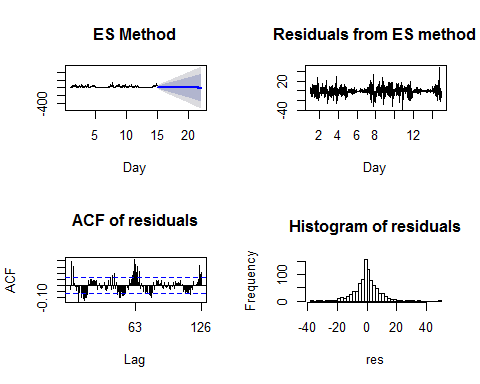 ES Method
-400
5 10 15 20
Day
Residuals from ES method
-40 20
2 4 6 8 12
Day
ACF of residuals
ACF
-0.10
63 126
Lag
Histogram of residuals
Frequency
0 100
-40 -20 0 20 40
res